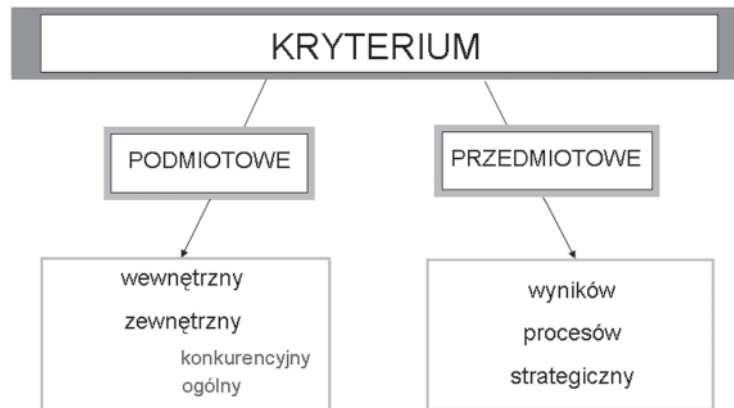 KRYTERIUM
PODMIOTOWE
PRZEDMIOTOWE
wewnętrzny
zewnętrzny
konkurencyjny
ogólny
wyników
procesów
strategiczny